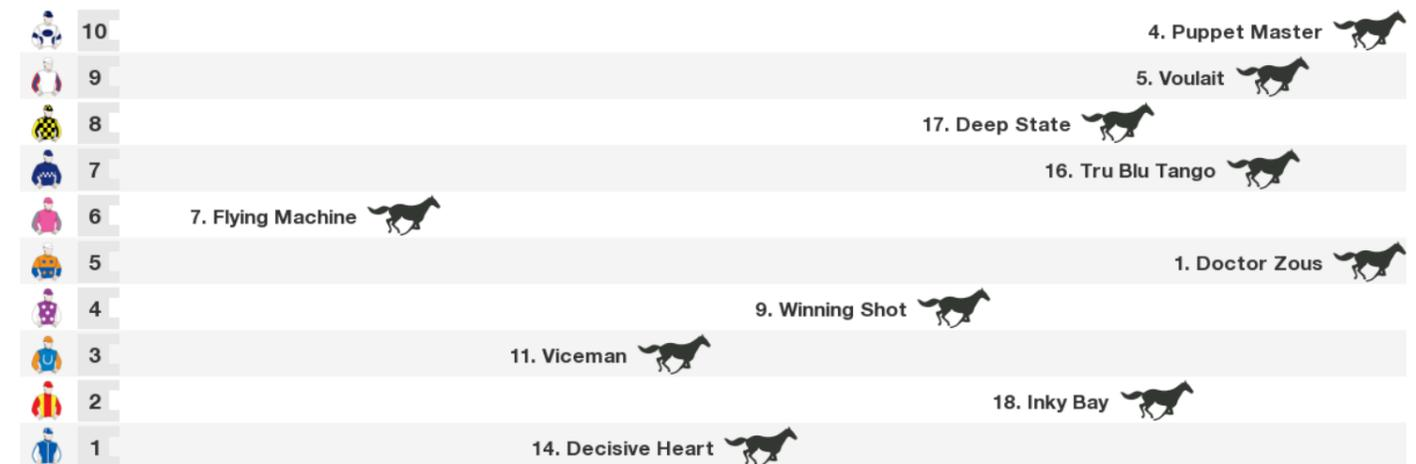 10 4. Puppet Master
9 5. Voulait
8 17. Deep State
7 16. Tru Blu Tango
6 7. Flying Machine
5 1. Doctor Zous
4 9. Winning Shot
3 11. Viceman
2 18. Inky Bay
1 14. Decisive Heart